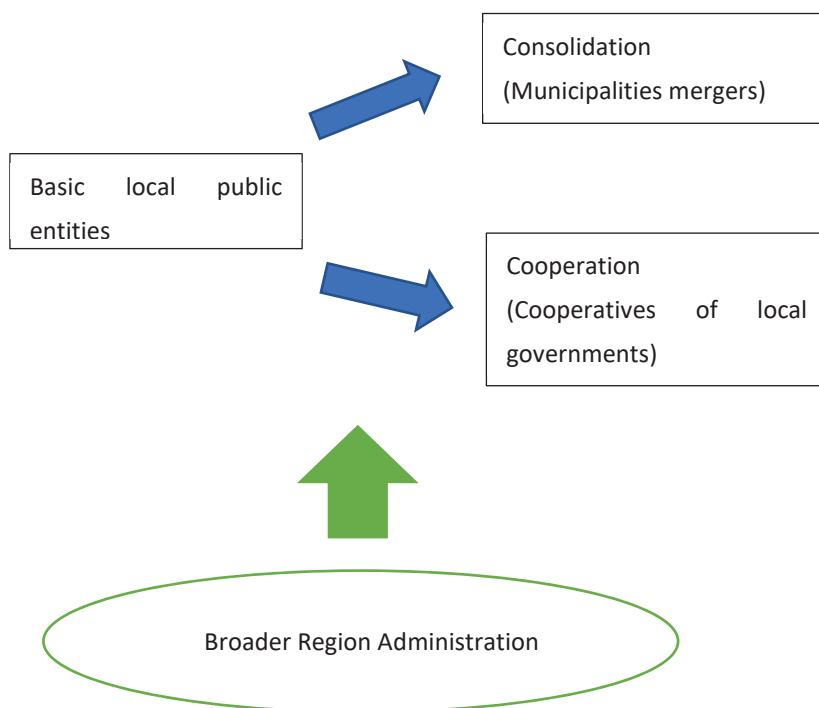 Consolidation
(Municipalities mergers)
Basic local public
entities
Cooperation
(Cooperatives of local
governments)
Broader Region Administration